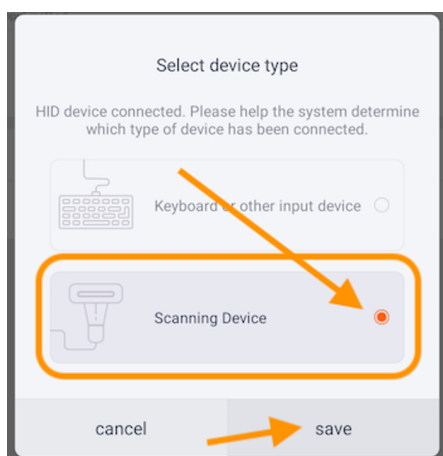 Select device type
HID device connected. Please help the system determine
which type of device has been connected.
Keyboard or other input device
Scanning Device
cancel
save